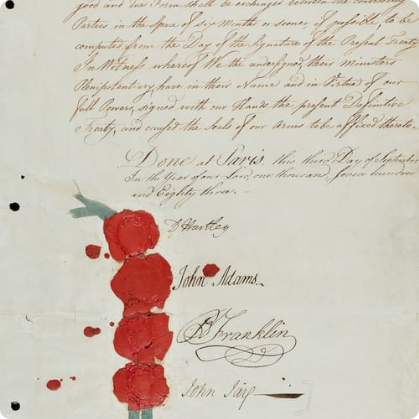 good and due Form shall be exchanged between the contracting
Parties in the Space of six Months or sooner if possible to be
computed from the Day of the Signature of the Present Treaty.
In Witness whereof We the undersigned their Ministers
Plenipotentiary have in their Name and in Virtue of our
full Powers, signed with our Hands the present Definitive
Treaty, and caused the Seals of our Arms to be affixed thereto.
Done at Paris, this third Day of September
In the Year of our Lord, one thousand, seven hundred
and Eighty three. -
D Hartley
John Adams.
B Franklin
John Jay